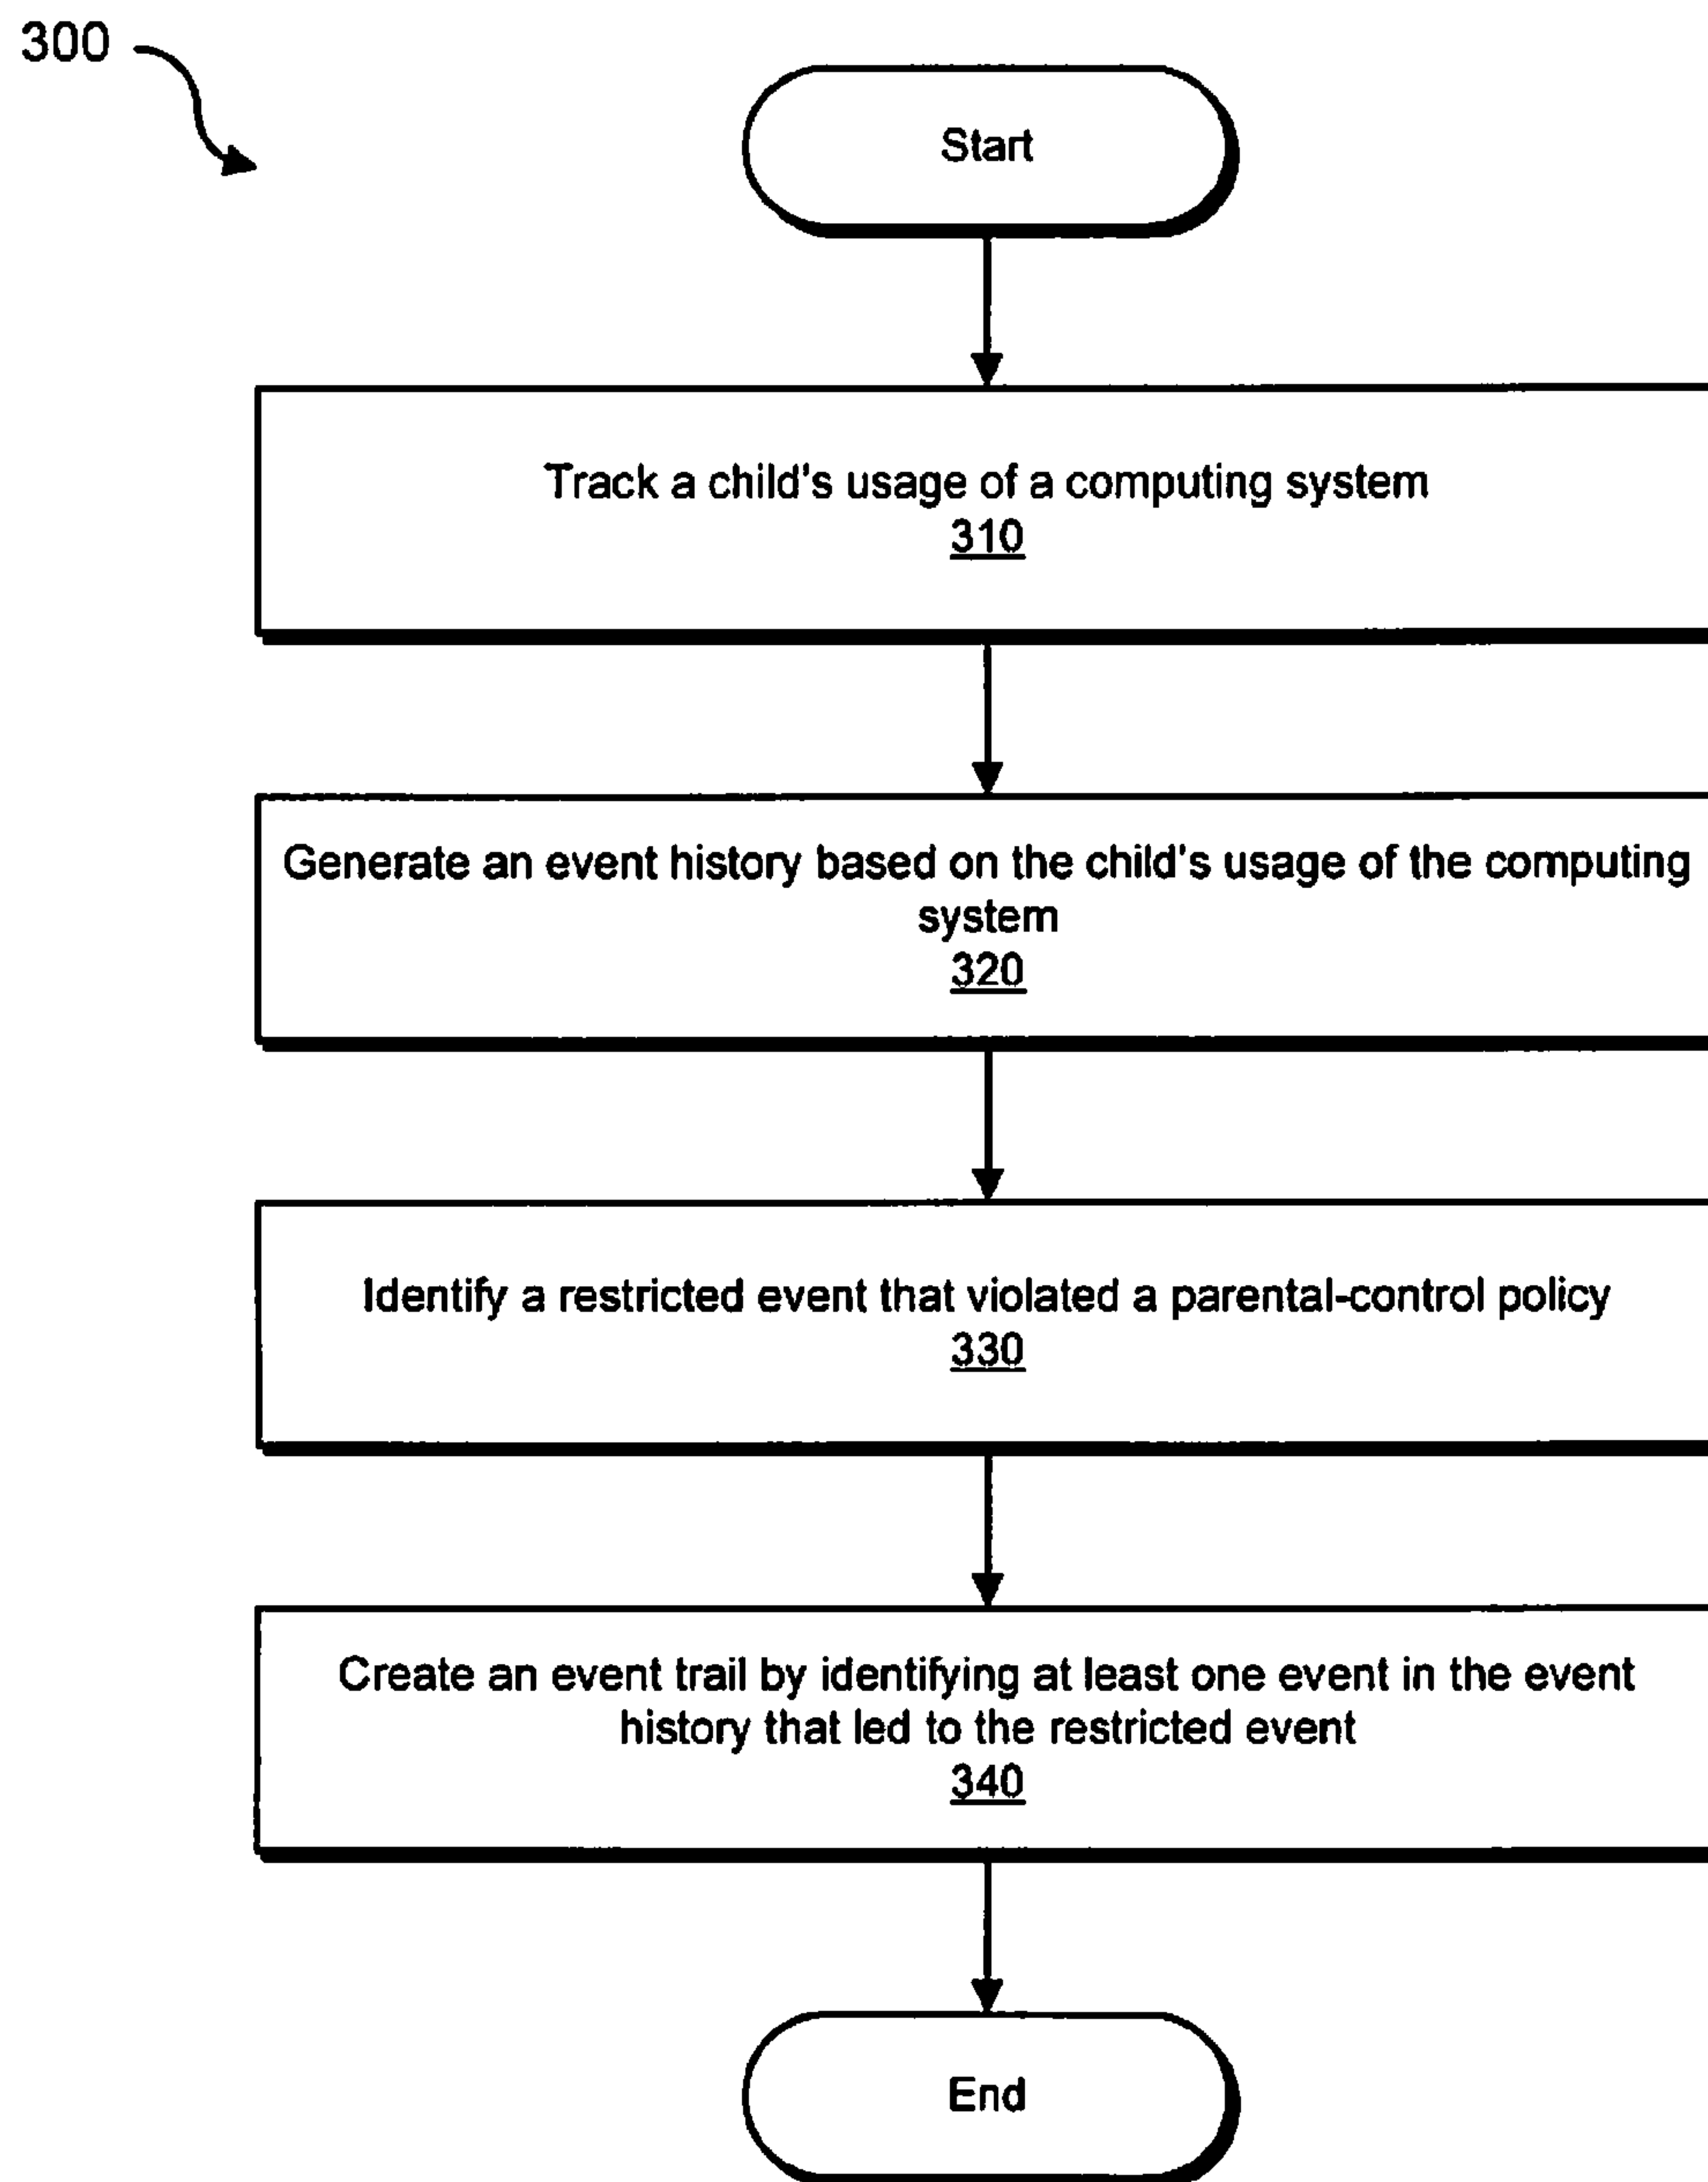 300
Start
Track a child's usage of a computing system
310
Generate an event history based on the child's usage of the computing
system
320
Identify a restricted event that violated a parental-control policy
330
Create an event trail by identifying at least one event in the event
history that led to the restricted event
340
End